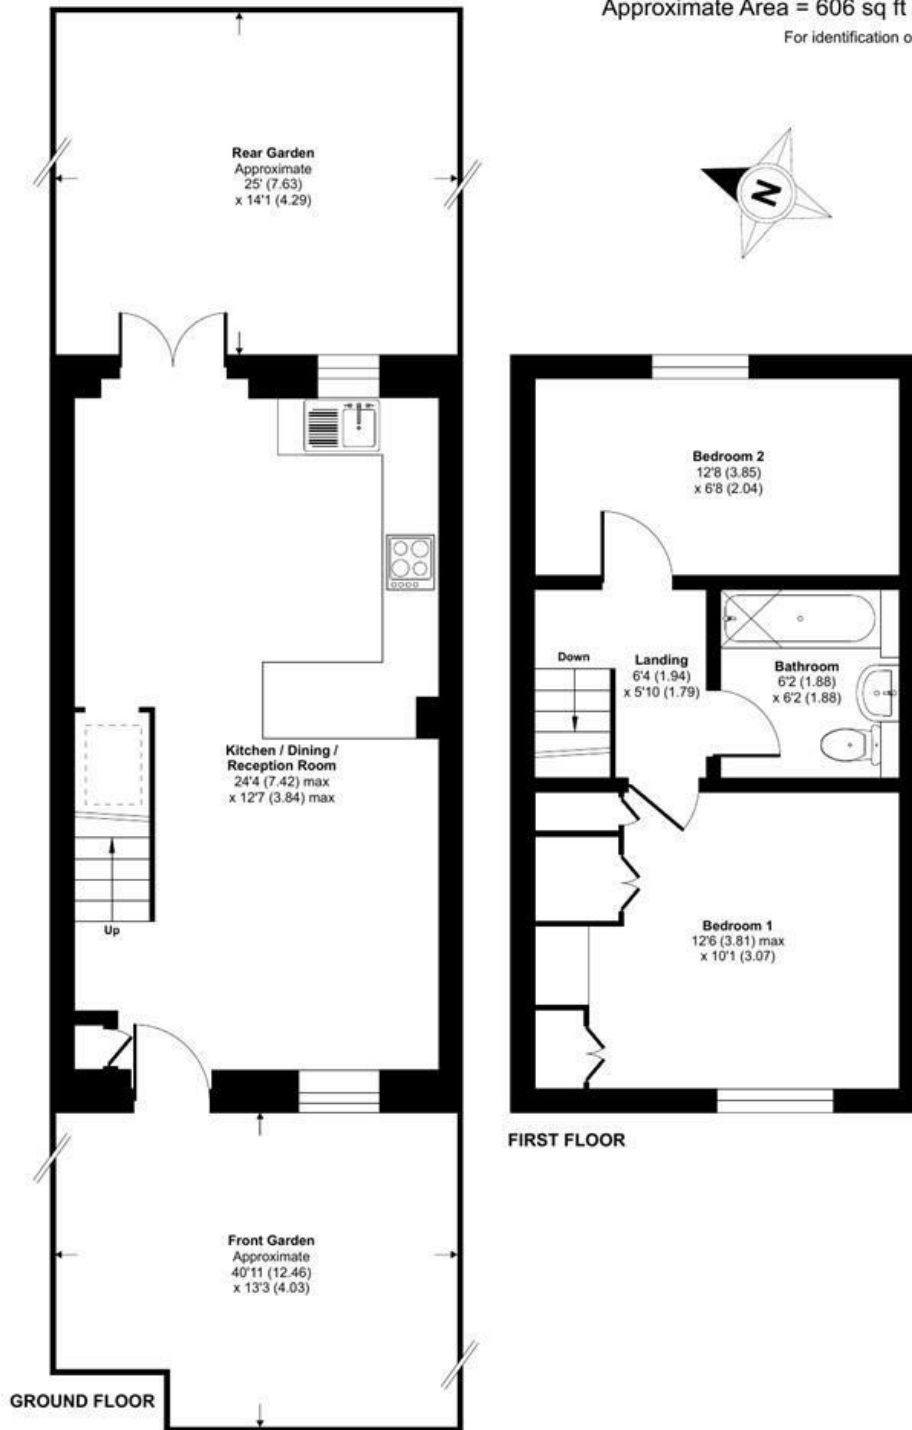 Approximate Area = 606 sq ft
For identification o
Rear Garden
Approximate
25' (7.63)
x 14'1 (4.29)
N
Bedroom 2
12'8 (3.85)
x 6'8 (2.04)
Down
Landing
6'4 (1.94)
x 5'10 (1.79)
Bathroom
6'2 (1.88)
x 6'2 (1.88)
Kitchen / Dining /
Reception Room
24'4 (7.42) max
x 12'7 (3.84) max
Up
Bedroom 1
12'6 (3.81) max
x 10'1 (3.07)
FIRST FLOOR
Front Garden
Approximate
40'11 (12.46)
x 13'3 (4.03)
GROUND FLOOR